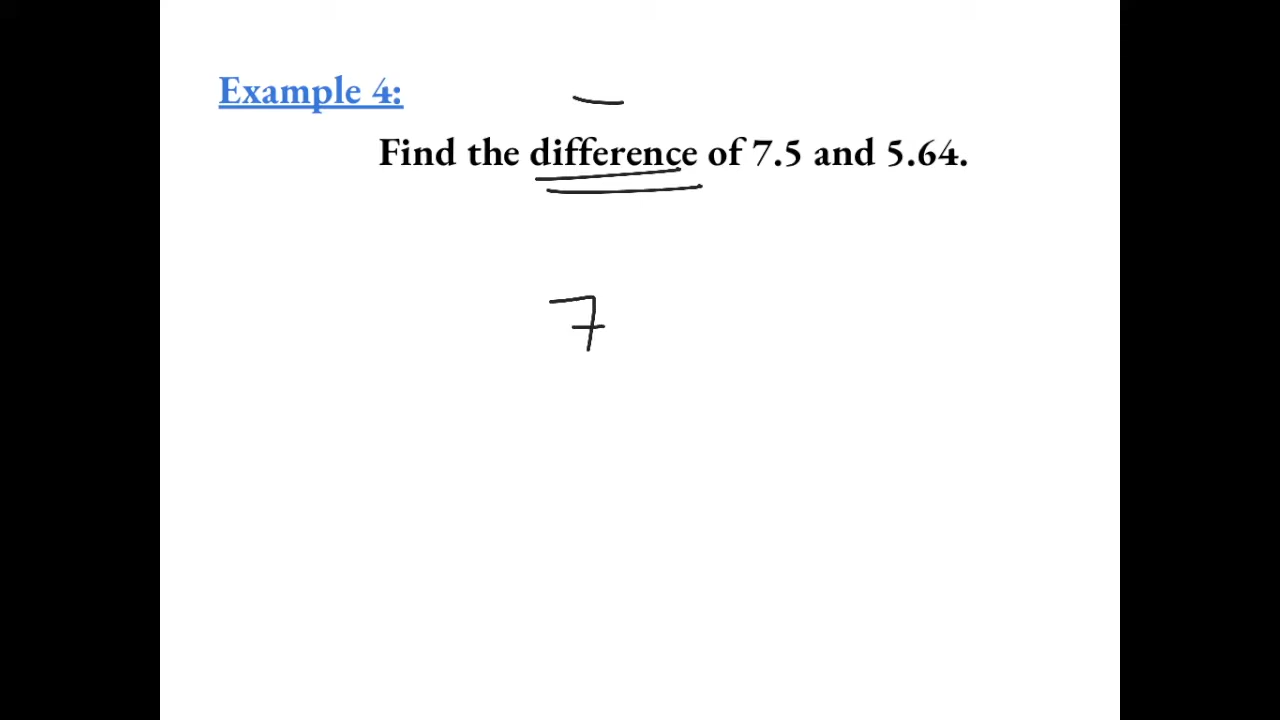 Example 4:
—
Find the difference of 7.5 and 5.64.
7